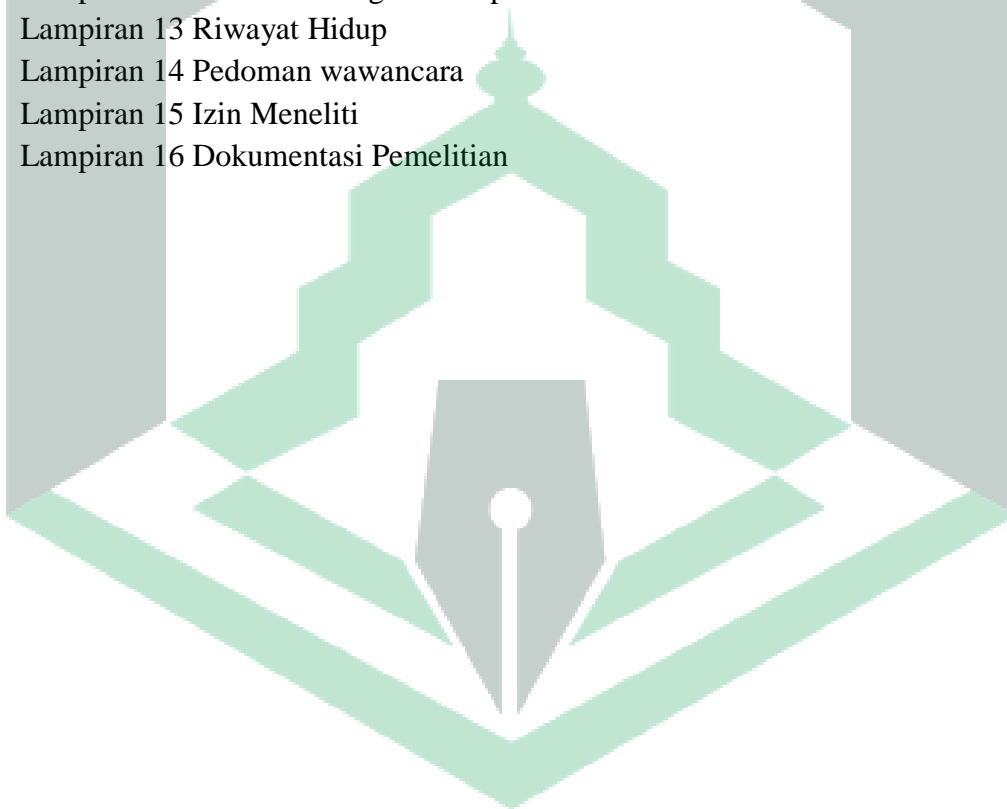 Lampiran 13 Riwayat Hidup
Lampiran 14 Pedoman wawancara
Lampiran 15 Izin Meneliti
Lampiran 16 Dokumentasi Pemelitian